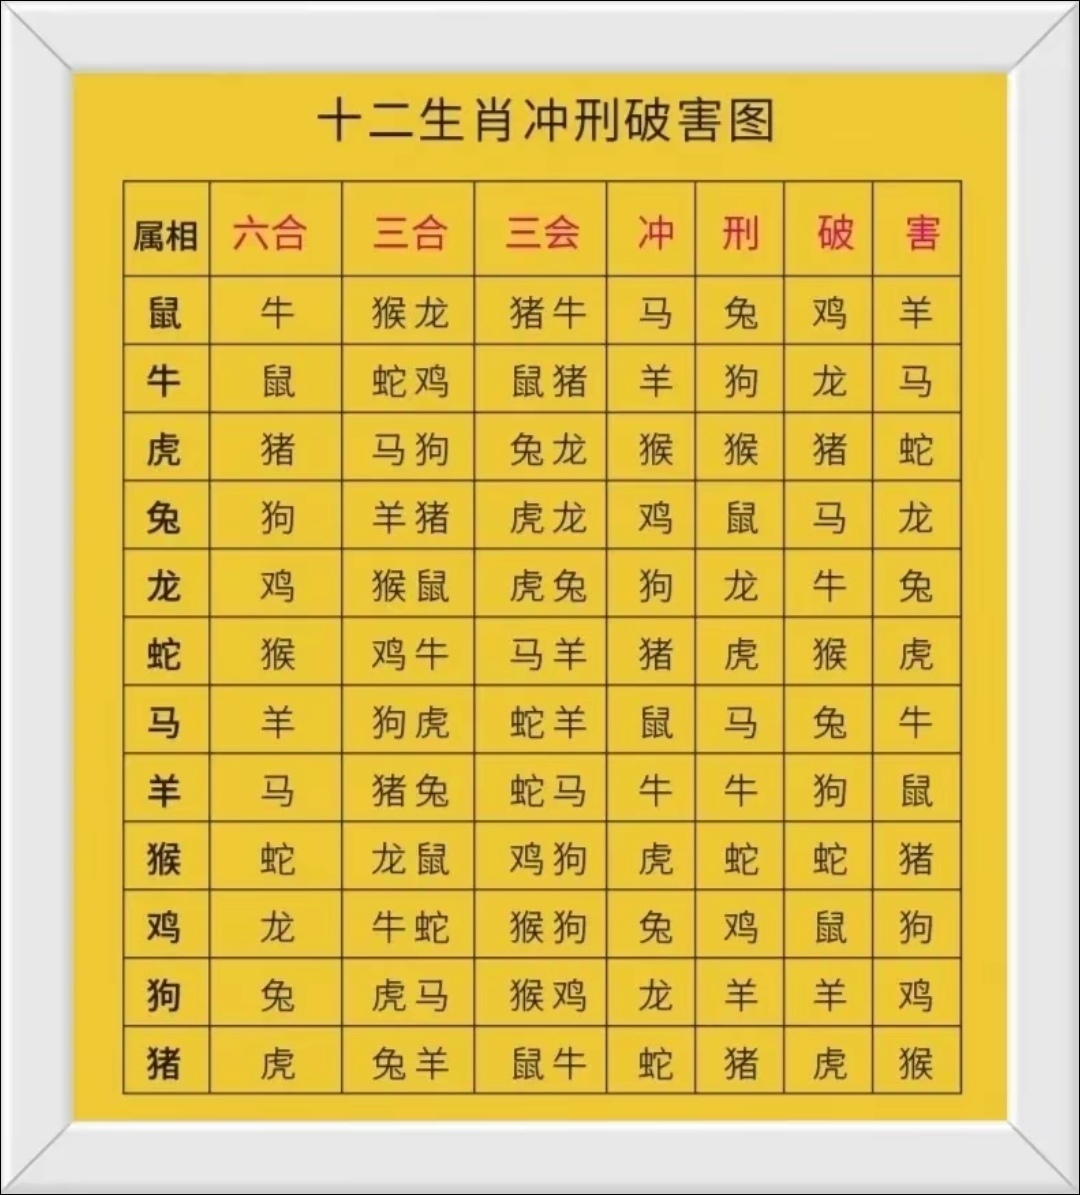 十二生肖冲刑破害图
属相 六合 三合 三会 冲 刑 破 害
鼠 牛 猴龙 猪牛 马 兔 鸡 羊
牛 鼠 蛇鸡 鼠猪 羊 狗 龙 马
虎 猪 马狗 兔龙 猴 猴 猪 蛇
兔 狗 羊猪 虎龙 鸡 鼠 马 龙
龙 鸡 猴鼠 虎兔 狗 龙 牛 兔
蛇 猴 鸡牛 马羊 猪 虎 猴 虎
马 羊 狗虎 蛇羊 鼠 马 兔 牛
羊 马 猪兔 蛇马 牛 牛 狗 鼠
猴 蛇 龙鼠 鸡狗 虎 蛇 蛇 猪
鸡 龙 牛蛇 猴狗 兔 鸡 鼠 狗
狗 兔 虎马 猴鸡 龙 羊 羊 鸡
猪 虎 兔羊 鼠牛 蛇 猪 虎 猴